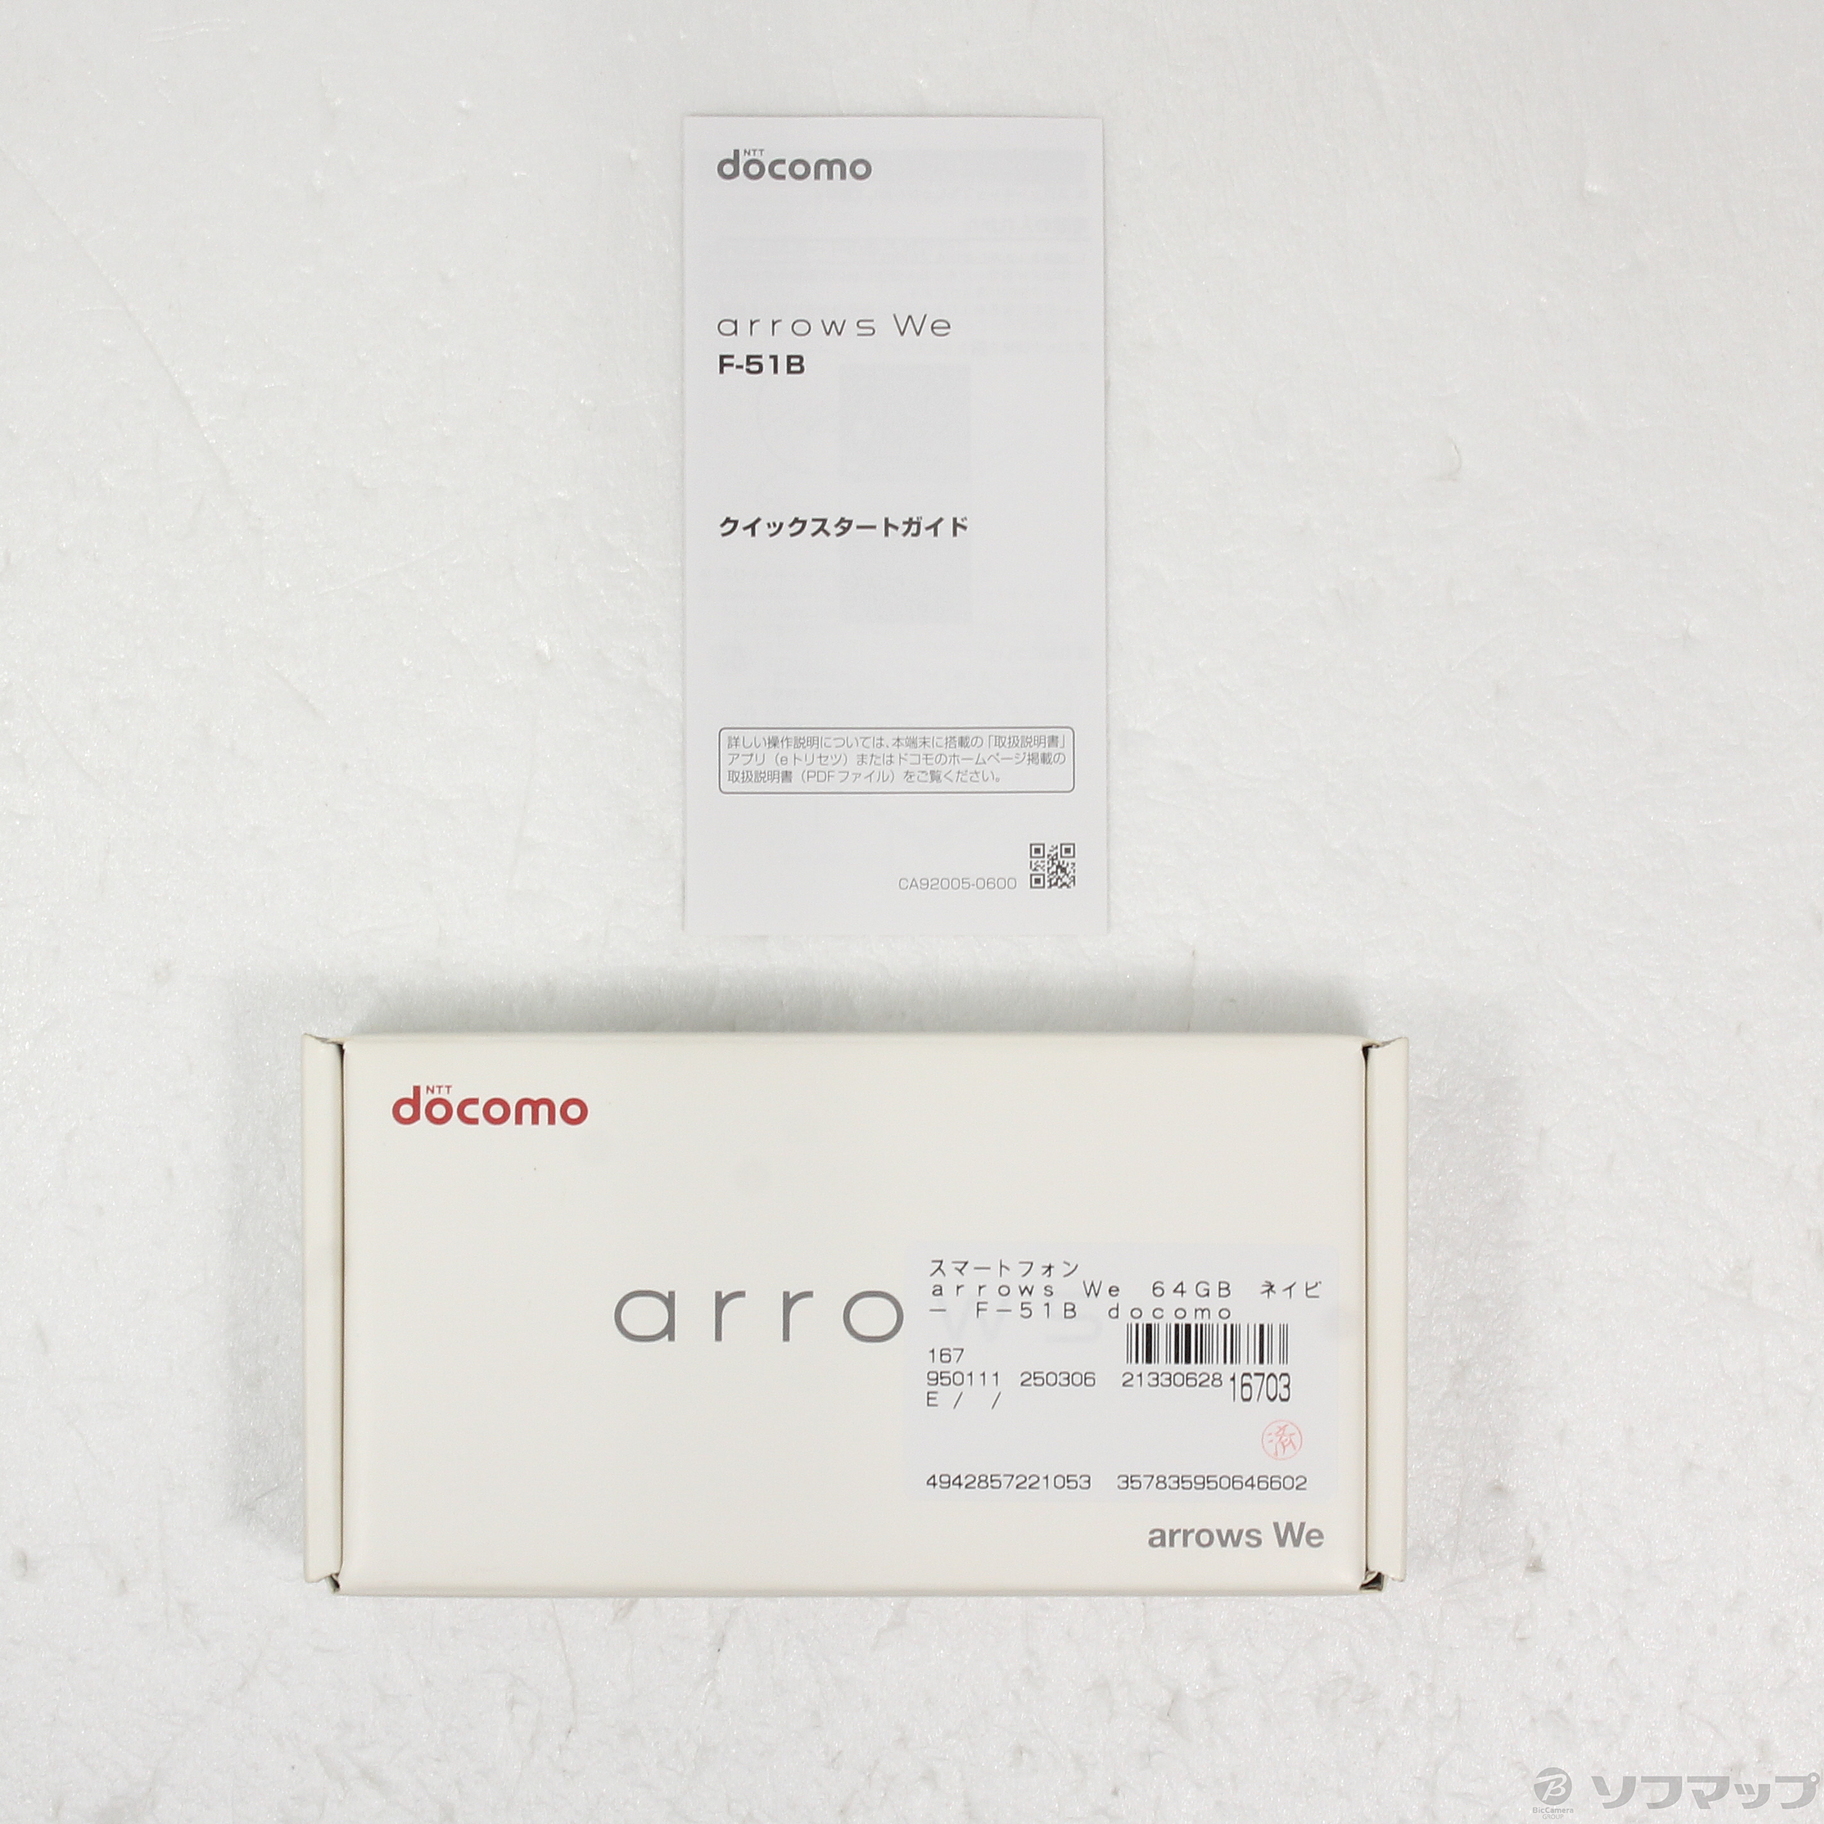 NTT
docomo
arrows We
F-51B
クイックスタートガイド
詳しい操作説明については、本端末に搭載の「取扱説明書」
アプリ（eトリセツ）またはドコモのホームページ掲載の
取扱説明書（PDFファイル）をご覧ください。
CA92005-0600
NTT
docomo
arro
スマートフォン
arrows We 64GB ネイビ
ー F-51B docomo
167
950111 250306 21330628 16703
E / /
済
4942857221053 357835950646602
arrows We
BicCamera
GROUP
ソフマップ